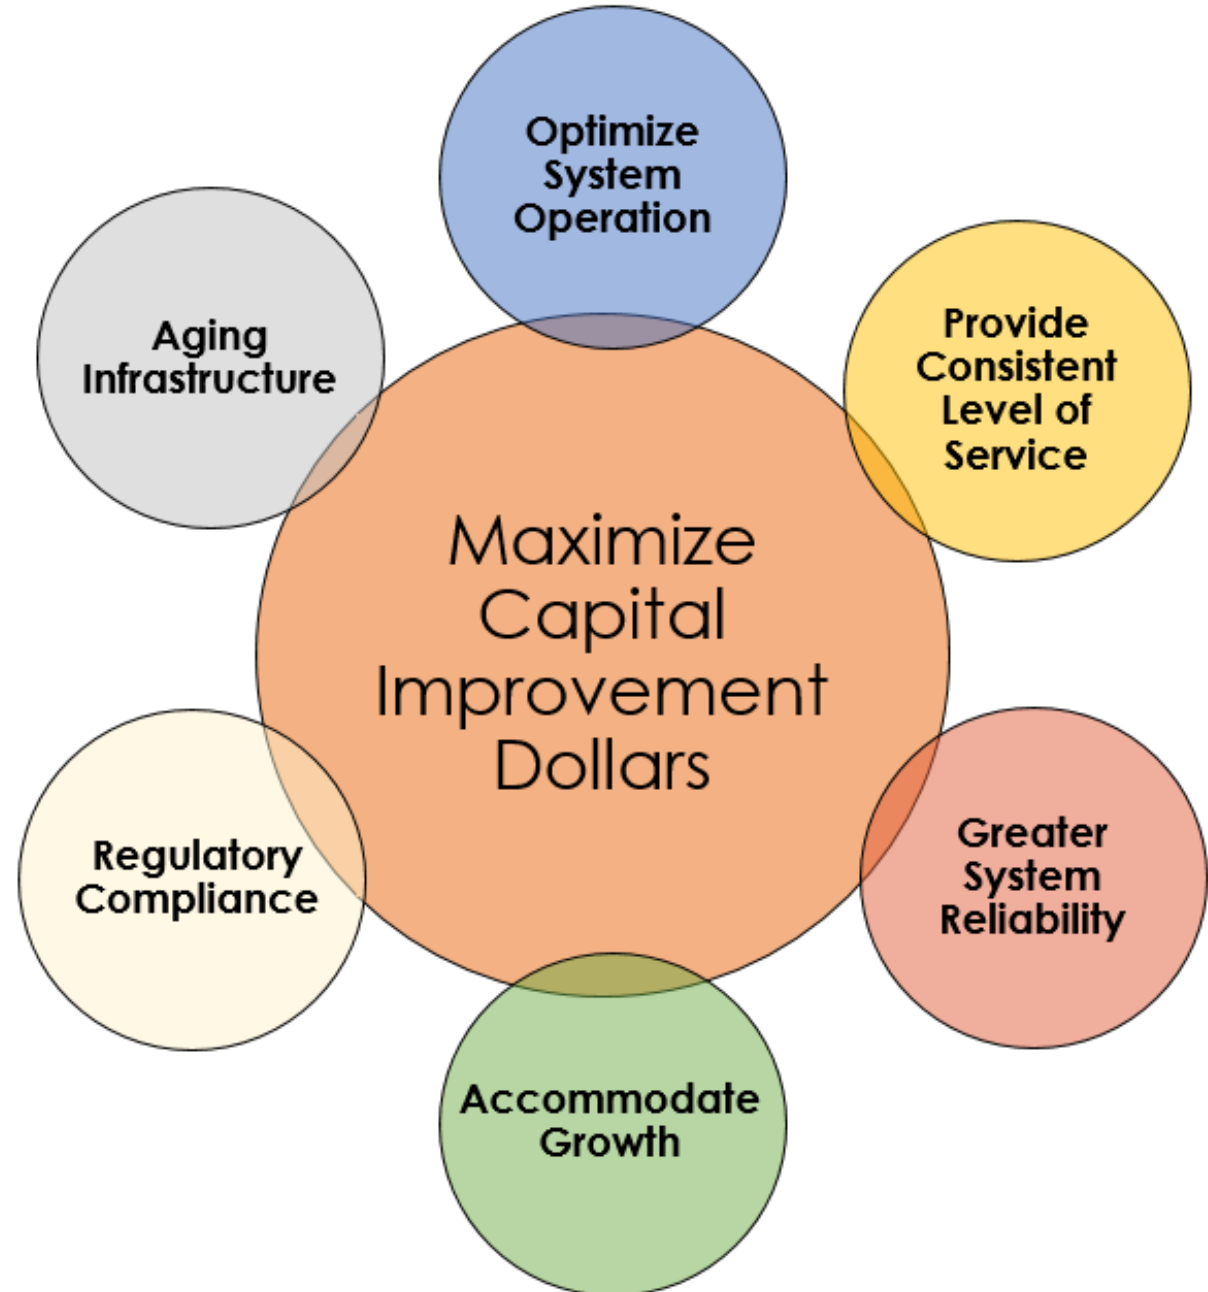 Optimize
System
Operation
Aging
Infrastructure
Provide
Consistent
Level of
Service
Maximize
Capital
Improvement
Dollars
Regulatory
Compliance
Greater
System
Reliability
Accommodate
Growth